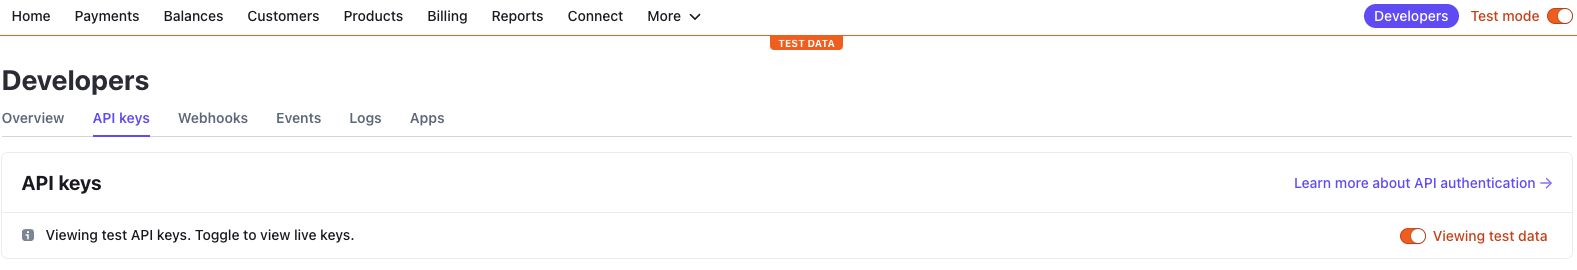 Home Payments Balances Customers Products Billing Reports Connect More Developers Test mode
TEST DATA
Developers
Overview API keys Webhooks Events Logs Apps
API keys Learn more about API authentication →
Viewing test API keys. Toggle to view live keys. Viewing test data